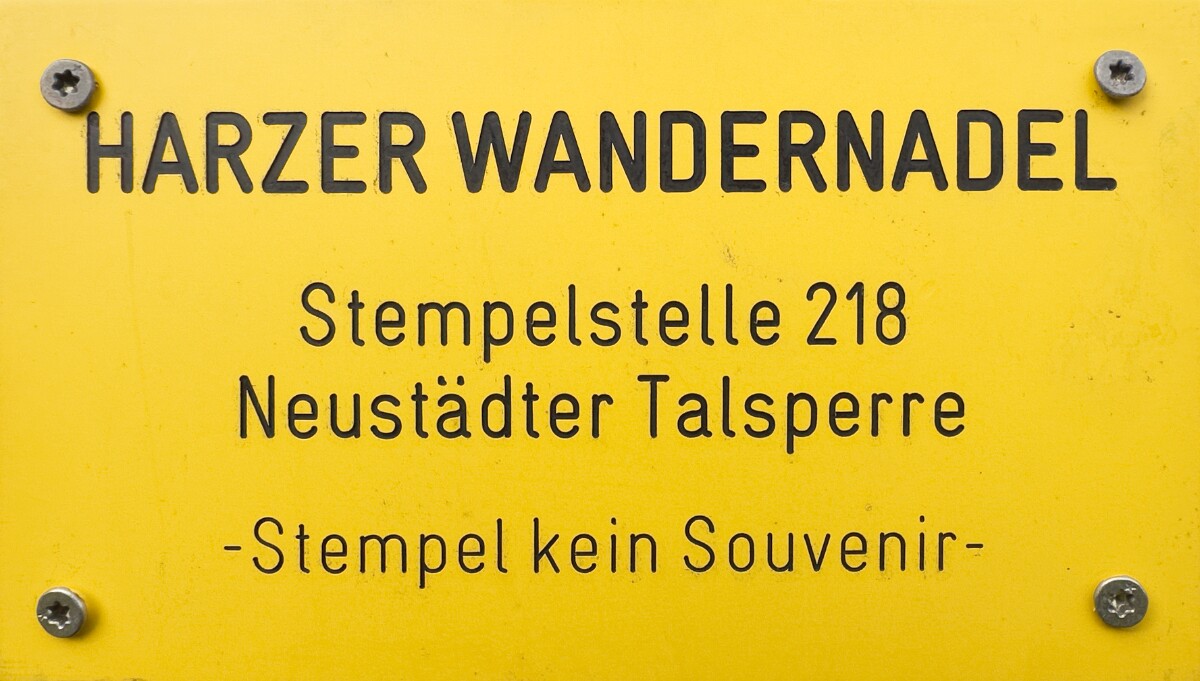 HARZER WANDERNADEL
Stempelstelle 218
Neustädter Talsperre
-Stempel kein Souvenir-